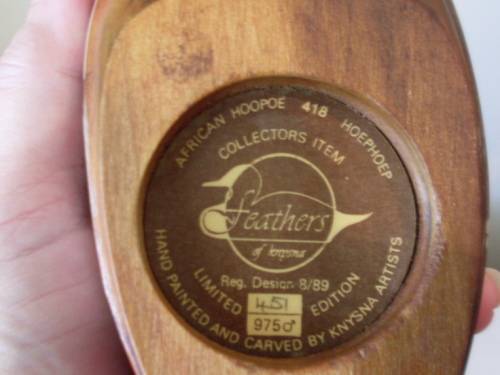 AFRICAN HOOPOE 418 HOEPHOEP
COLLECTORS ITEM
feathers
of knysna
Reg. Design 8/89
LIMITED 451 EDITION
975♂
HAND PAINTED AND CARVED BY KNYSNA ARTISTS